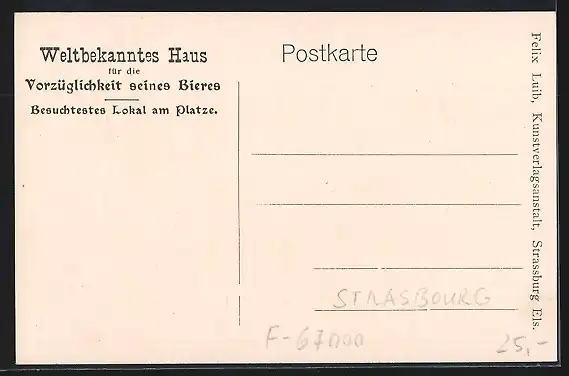 Weltbekanntes Haus
für die
Vorzüglichkeit seines Bieres
Besuchtestes Lokal am Platze.
Postkarte
Felix Luib, Kunstverlagsanstalt, Strassburg Els.
STRASBOURG
F-67000
25,-